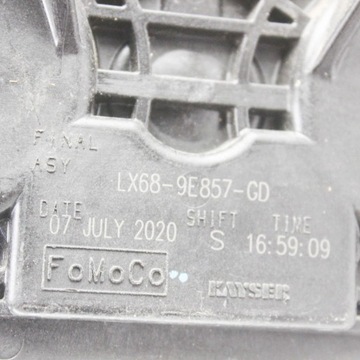 FINAL
ASY
LX68-9E857-GD
DATE SHIFT TIME
07 JULY 2020 S 16:59:09
FoMoCo KAYSER